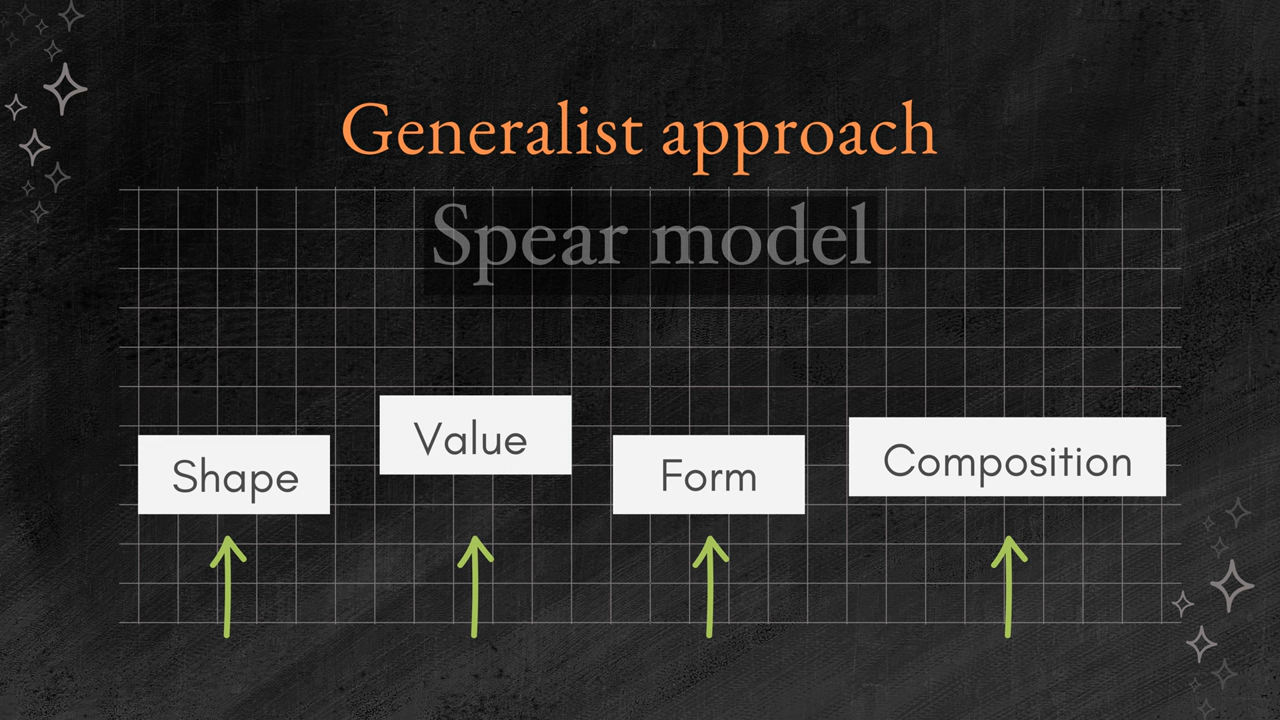 Generalist approach
Spear model
Shape
Value
Form
Composition